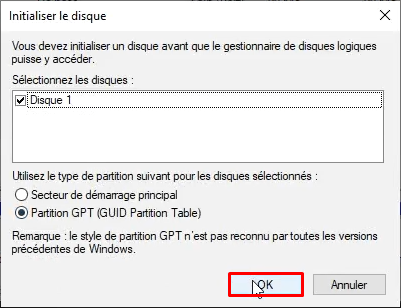 Initialiser le disque
Vous devez initialiser un disque avant que le gestionnaire de disques logiques
puisse y accéder.
Sélectionnez les disques :
Disque 1
Utilisez le type de partition suivant pour les disques sélectionnés :
Secteur de démarrage principal
Partition GPT (GUID Partition Table)
Remarque : le style de partition GPT n'est pas reconnu par toutes les versions
précédentes de Windows.
OK Annuler